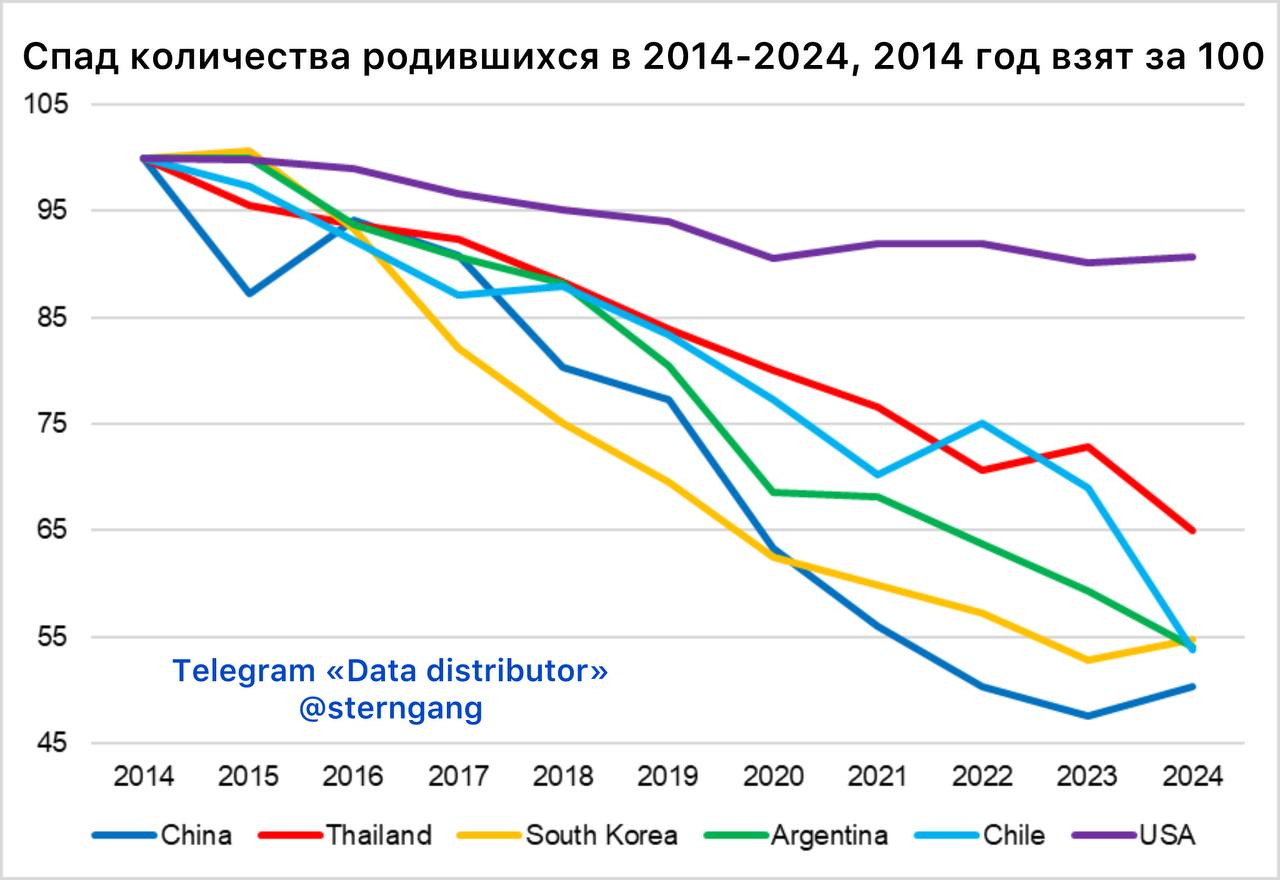 Спад количества родившихся в 2014-2024, 2014 год взят за 100
105
95
85
75
65
55
45
Telegram «Data distributor»
@sterngang
2014 2015 2016 2017 2018 2019 2020 2021 2022 2023 2024
China Thailand South Korea Argentina Chile USA